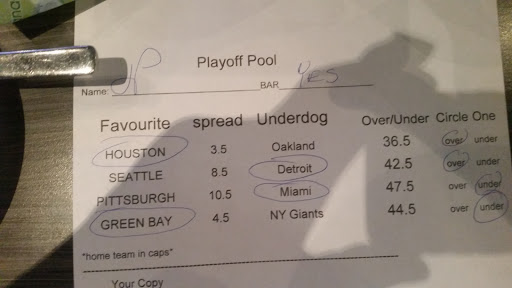 Playoff Pool
Name: JP BAR Yes
Favourite spread Underdog Over/Under Circle One
HOUSTON 3.5 Oakland 36.5 over under
SEATTLE 8.5 Detroit 42.5 over under
PITTSBURGH 10.5 Miami 47.5 over under
GREEN BAY 4.5 NY Giants 44.5 over under
*home team in caps*
Your Copy